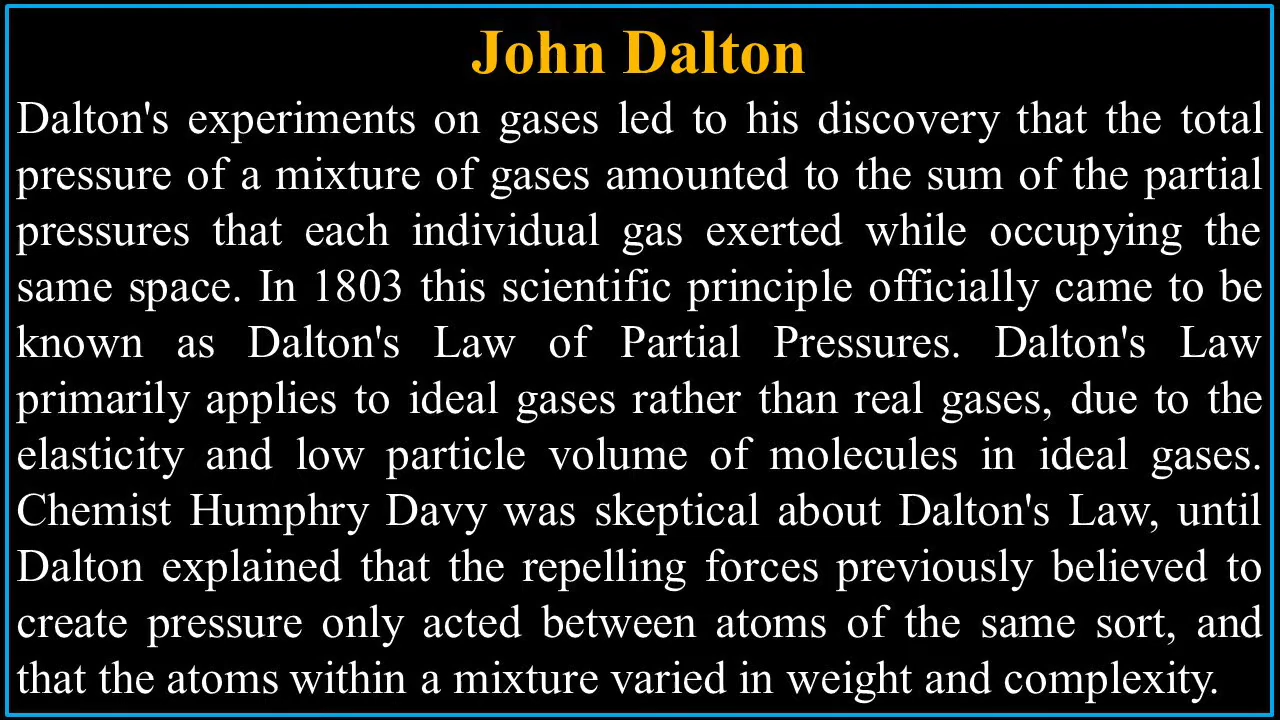 John Dalton
Dalton's experiments on gases led to his discovery that the total
pressure of a mixture of gases amounted to the sum of the partial
pressures that each individual gas exerted while occupying the
same space. In 1803 this scientific principle officially came to be
known as Dalton's Law of Partial Pressures. Dalton's Law
primarily applies to ideal gases rather than real gases, due to the
elasticity and low particle volume of molecules in ideal gases.
Chemist Humphry Davy was skeptical about Dalton's Law, until
Dalton explained that the repelling forces previously believed to
create pressure only acted between atoms of the same sort, and
that the atoms within a mixture varied in weight and complexity.